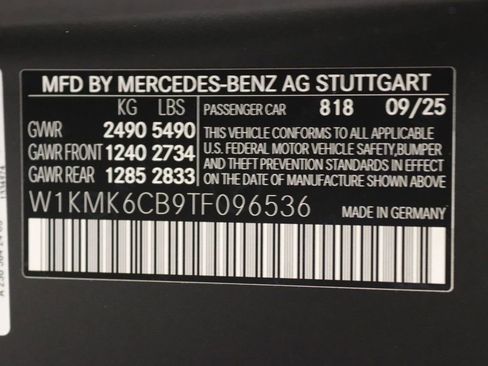 MFD BY MERCEDES-BENZ AG STUTTGART
KG LBS PASSENGER CAR 818 09/25
GVWR 2490 5490
GAWR FRONT 1240 2734
GAWR REAR 1285 2833
THIS VEHICLE CONFORMS TO ALL APPLICABLE
U.S. FEDERAL MOTOR VEHICLE SAFETY,BUMPER
AND THEFT PREVENTION STANDARDS IN EFFECT
ON THE DATE OF MANUFACTURE SHOWN ABOVE.
W1KMK6CB9TF096536 MADE IN GERMANY